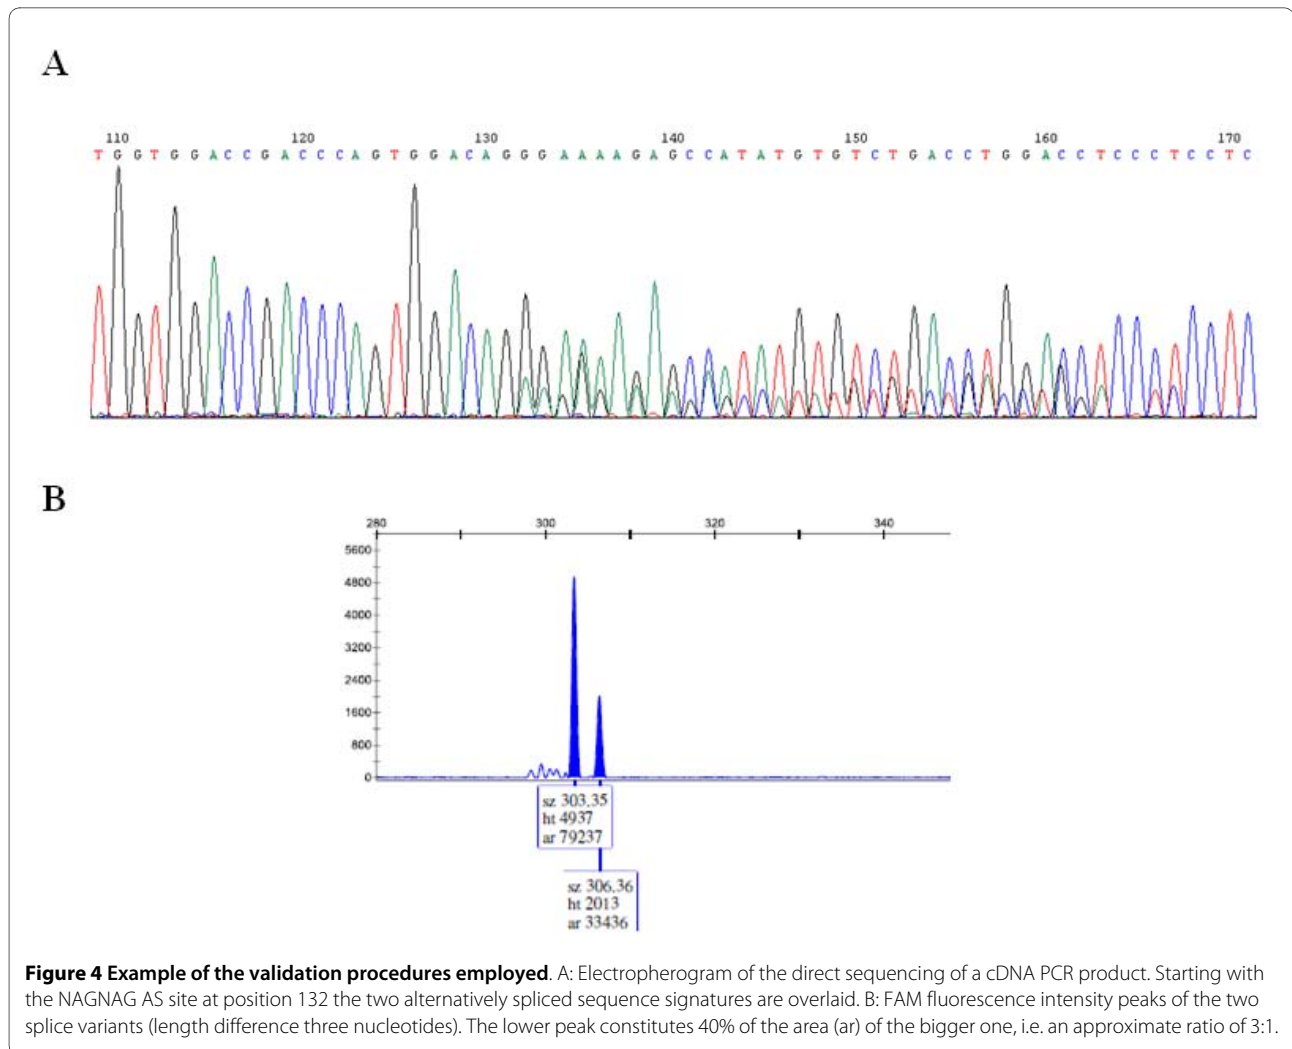 A
110 120 130 140 150 160 170
T G G T G G A C C G A C C C A G T G G A C A G G G A A A A G A G C C A T A T G T G T C T G A C C T G G A C C T C C C T C C T C
B
280 300 320 340
5600
4800
4000
3200
2400
1600
800
0
sz 303,35
ht 4937
ar 79237
sz 306,36
ht 2013
ar 33436
Figure 4 Example of the validation procedures employed. A: Electropherogram of the direct sequencing of a cDNA PCR product. Starting with
the NAGNAG AS site at position 132 the two alternatively spliced sequence signatures are overlaid. B: FAM fluorescence intensity peaks of the two
splice variants (length difference three nucleotides). The lower peak constitutes 40% of the area (ar) of the bigger one, i.e. an approximate ratio of 3:1.